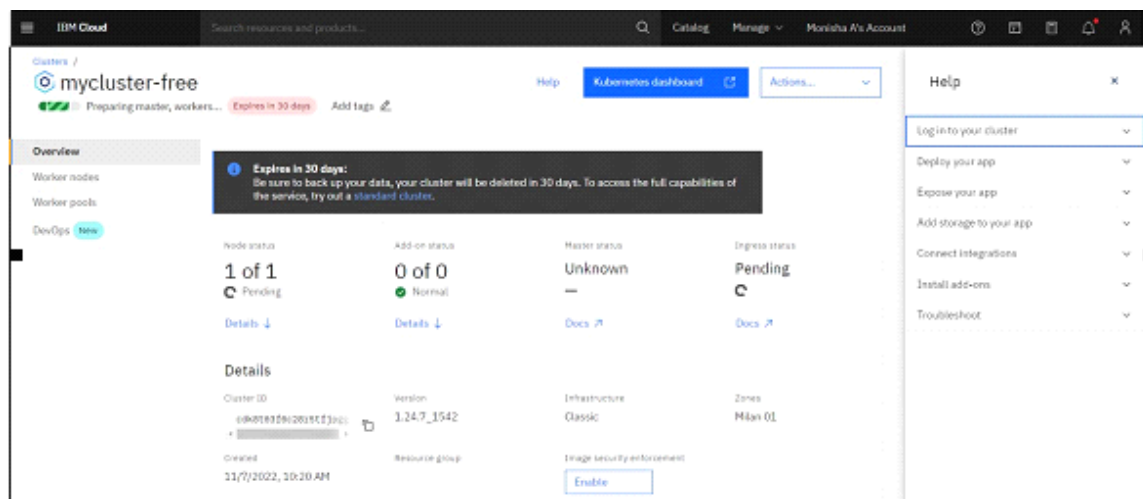 IBM Cloud
Search resources and products...
Catalog
Manage
Monisha A's Account
Clusters /
mycluster-free
Help
Kubernetes dashboard
Actions...
Preparing master, workers...
Expires in 30 days
Add tags
Overview
Worker nodes
Worker pools
DevOps New
Expires in 30 days:
Be sure to back up your data, your cluster will be deleted in 30 days. To access the full capabilities of
the service, try out a standard cluster.
Node status
Add-on status
Master status
Ingress status
1 of 1
0 of 0
Unknown
Pending
Pending
Normal
—
Details ↓
Details ↓
Docs ↗
Docs ↗
Details
Cluster ID
Version
Infrastructure
Zones
1.24.7_1542
Classic
Milan 01
Created
Resource group
Image security enforcement
11/7/2022, 10:20 AM
Enable
Help
Log in to your cluster
Deploy your app
Expose your app
Add storage to your app
Connect integrations
Install add-ons
Troubleshoot